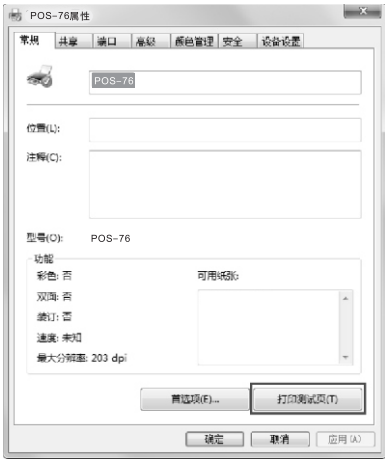 POS-76属性
常规 共享 端口 高级 颜色管理 安全 设备设置
POS-76
位置(L):
注释(C):
型号(O): POS-76
功能
彩色: 否 可用纸张:
双面: 否
装订: 否
速度: 未知
最大分辨率: 203 dpi
首选项(E)... 打印测试页(T)
确定 取消 应用(A)